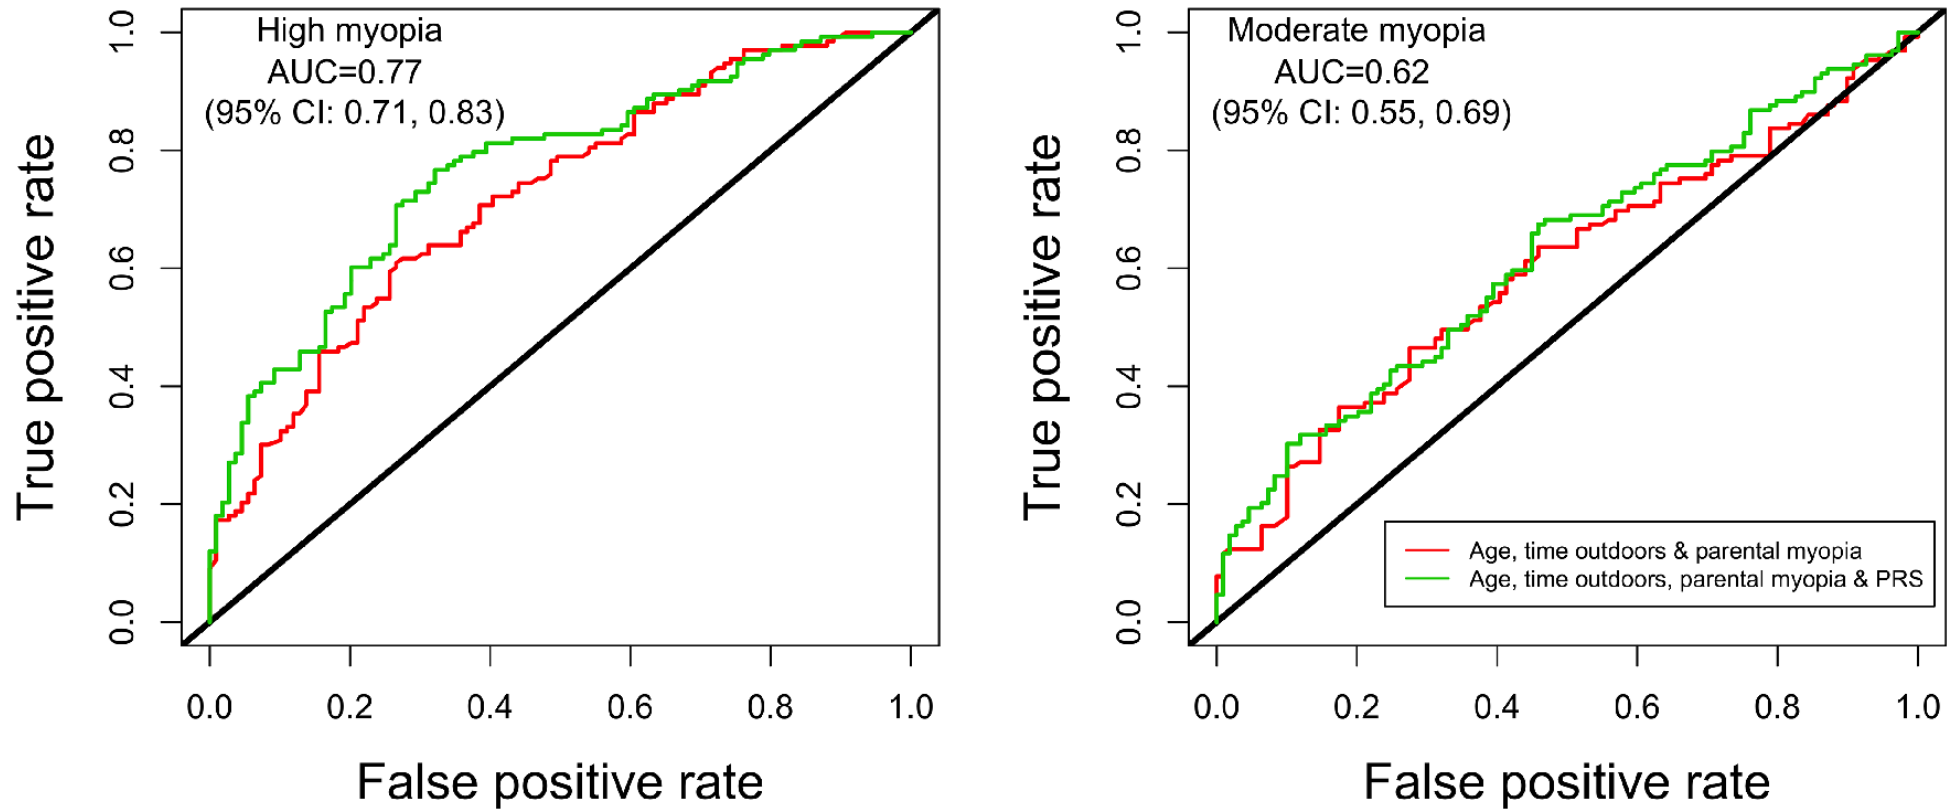 High myopia
AUC=0.77
(95% CI: 0.71, 0.83)
True positive rate
1.0
0.8
0.6
0.4
0.2
0.0
0.0 0.2 0.4 0.6 0.8 1.0
False positive rate
Moderate myopia
AUC=0.62
(95% CI: 0.55, 0.69)
True positive rate
1.0
0.8
0.6
0.4
0.2
0.0
Age, time outdoors & parental myopia
Age, time outdoors, parental myopia & PRS
0.0 0.2 0.4 0.6 0.8 1.0
False positive rate